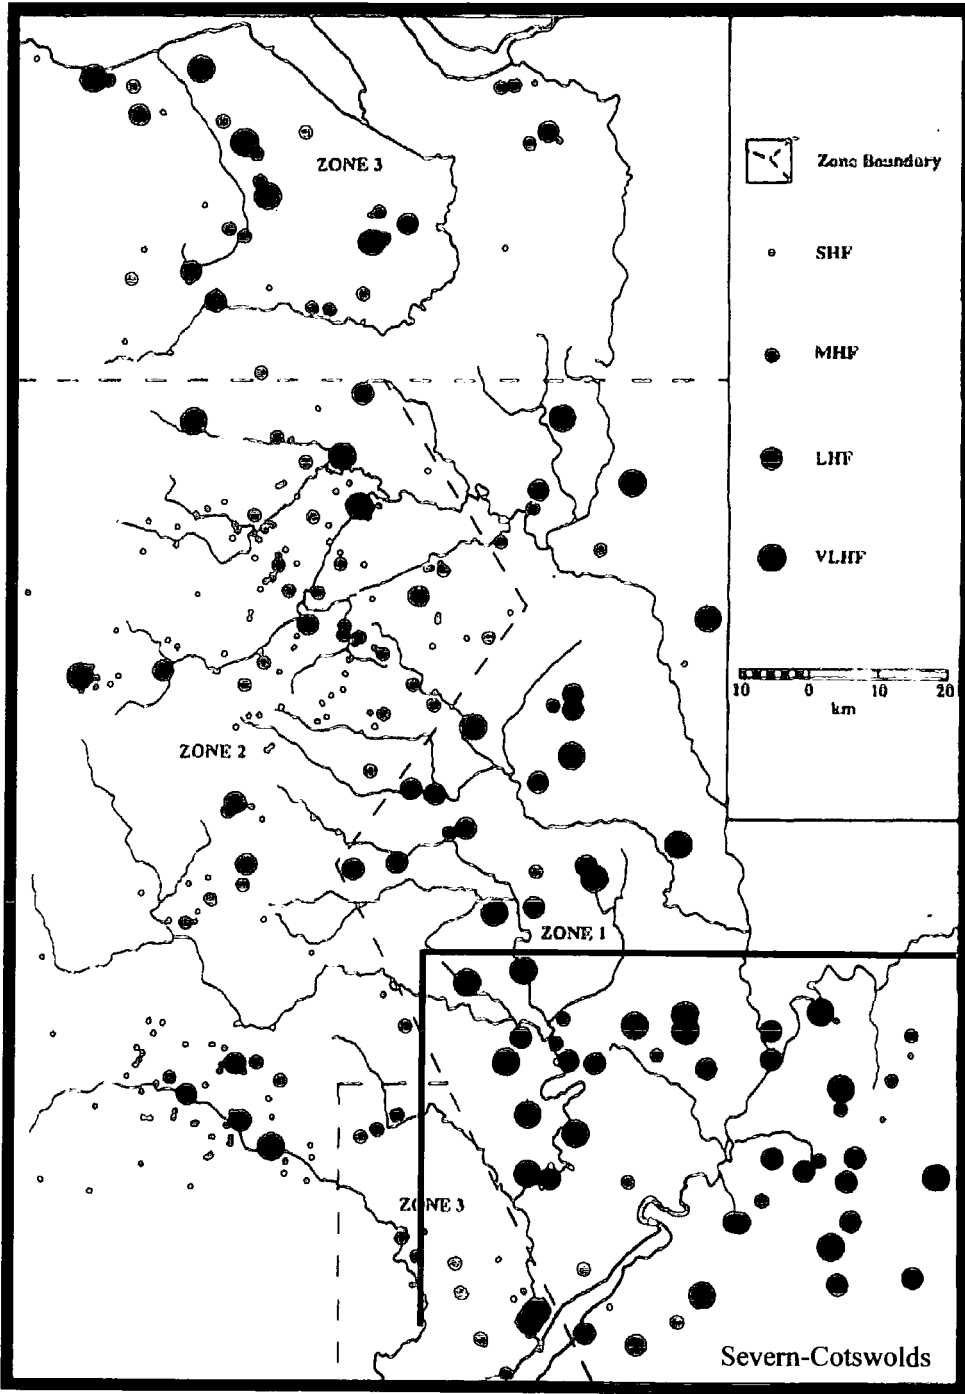 ZONE 3
Zone Boundary
SHF
MHF
LHF
VLHF
10 0 10 20
km
ZONE 2
ZONE 1
ZONE 3
Severn-Cotswolds